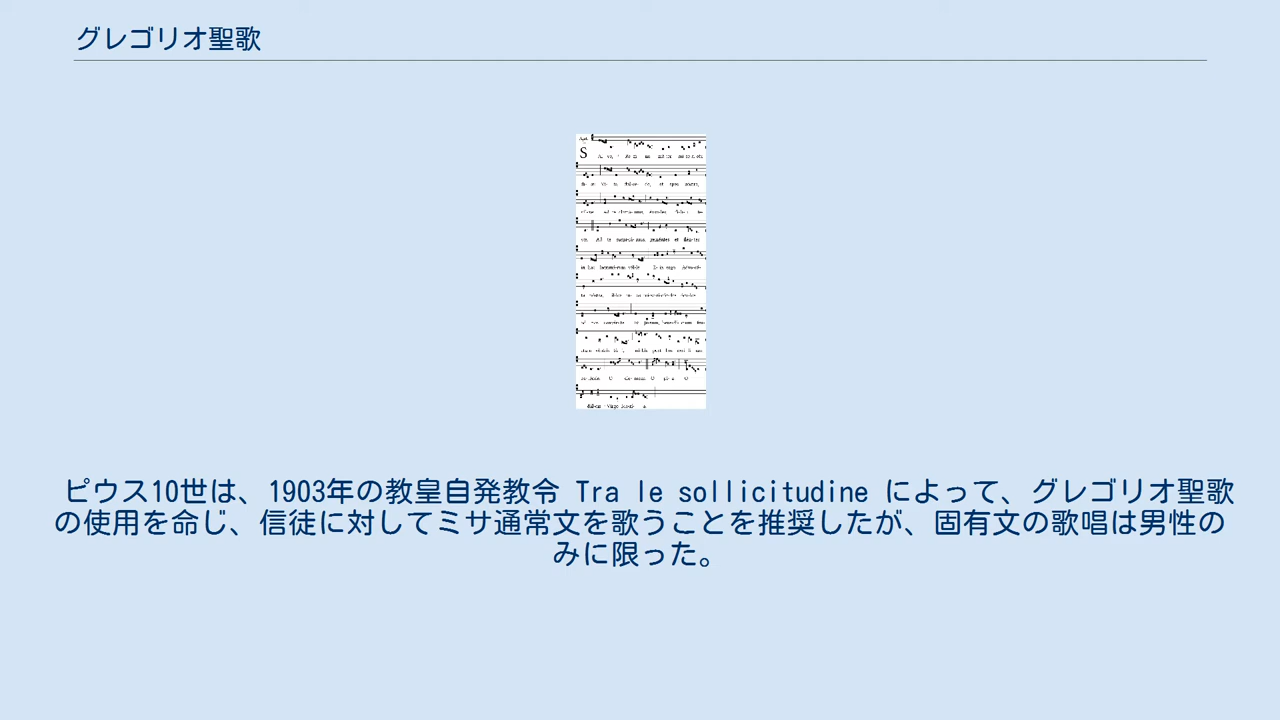 グレゴリオ聖歌
S
ピウス10世は、1903年の教皇自発教令 Tra le sollicitudine によって、グレゴリオ聖歌
の使用を命じ、信徒に対してミサ通常文を歌うことを推奨したが、固有文の歌唱は男性の
みに限った。